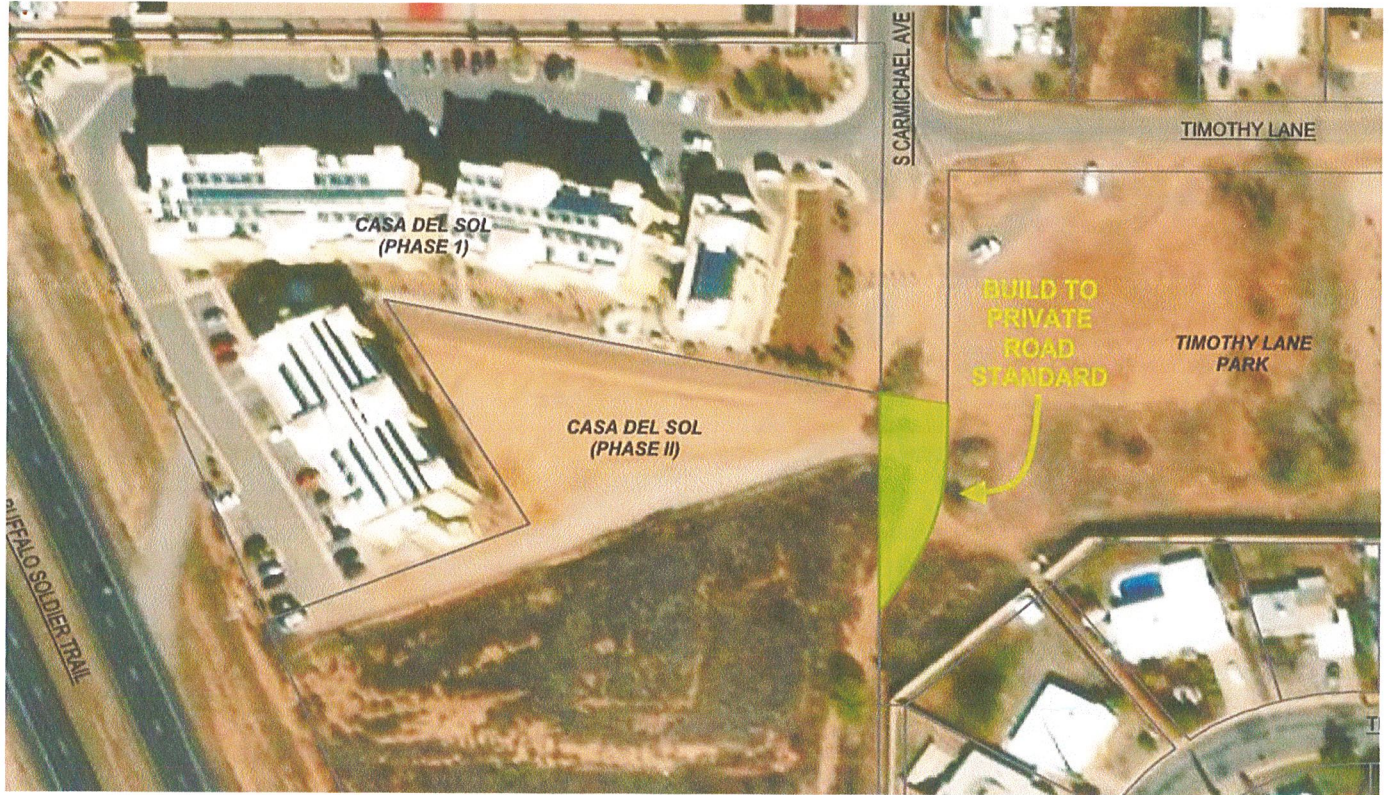 S CARMICHAEL AVE
TIMOTHY LANE
CASA DEL SOL
(PHASE 1)
BUILD TO
PRIVATE
ROAD
STANDARD
TIMOTHY LANE
PARK
CASA DEL SOL
(PHASE II)
BUFFALO SOLDIER TRAIL